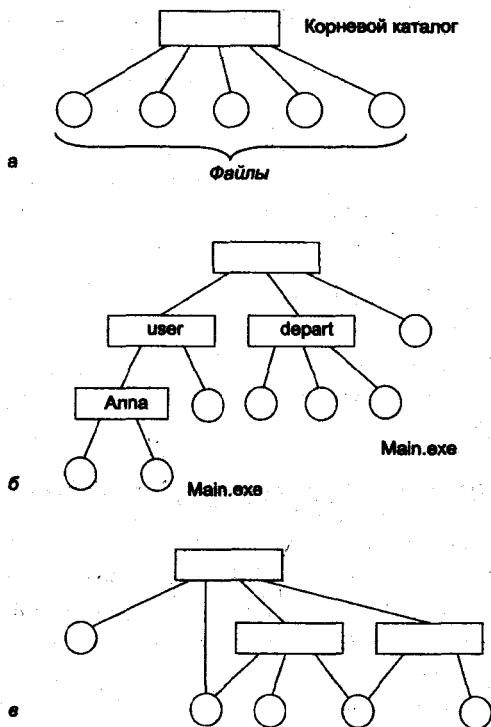 Корневой каталог
а
Файлы
user
depart
Anna
Main.exe
б
Main.exe
в